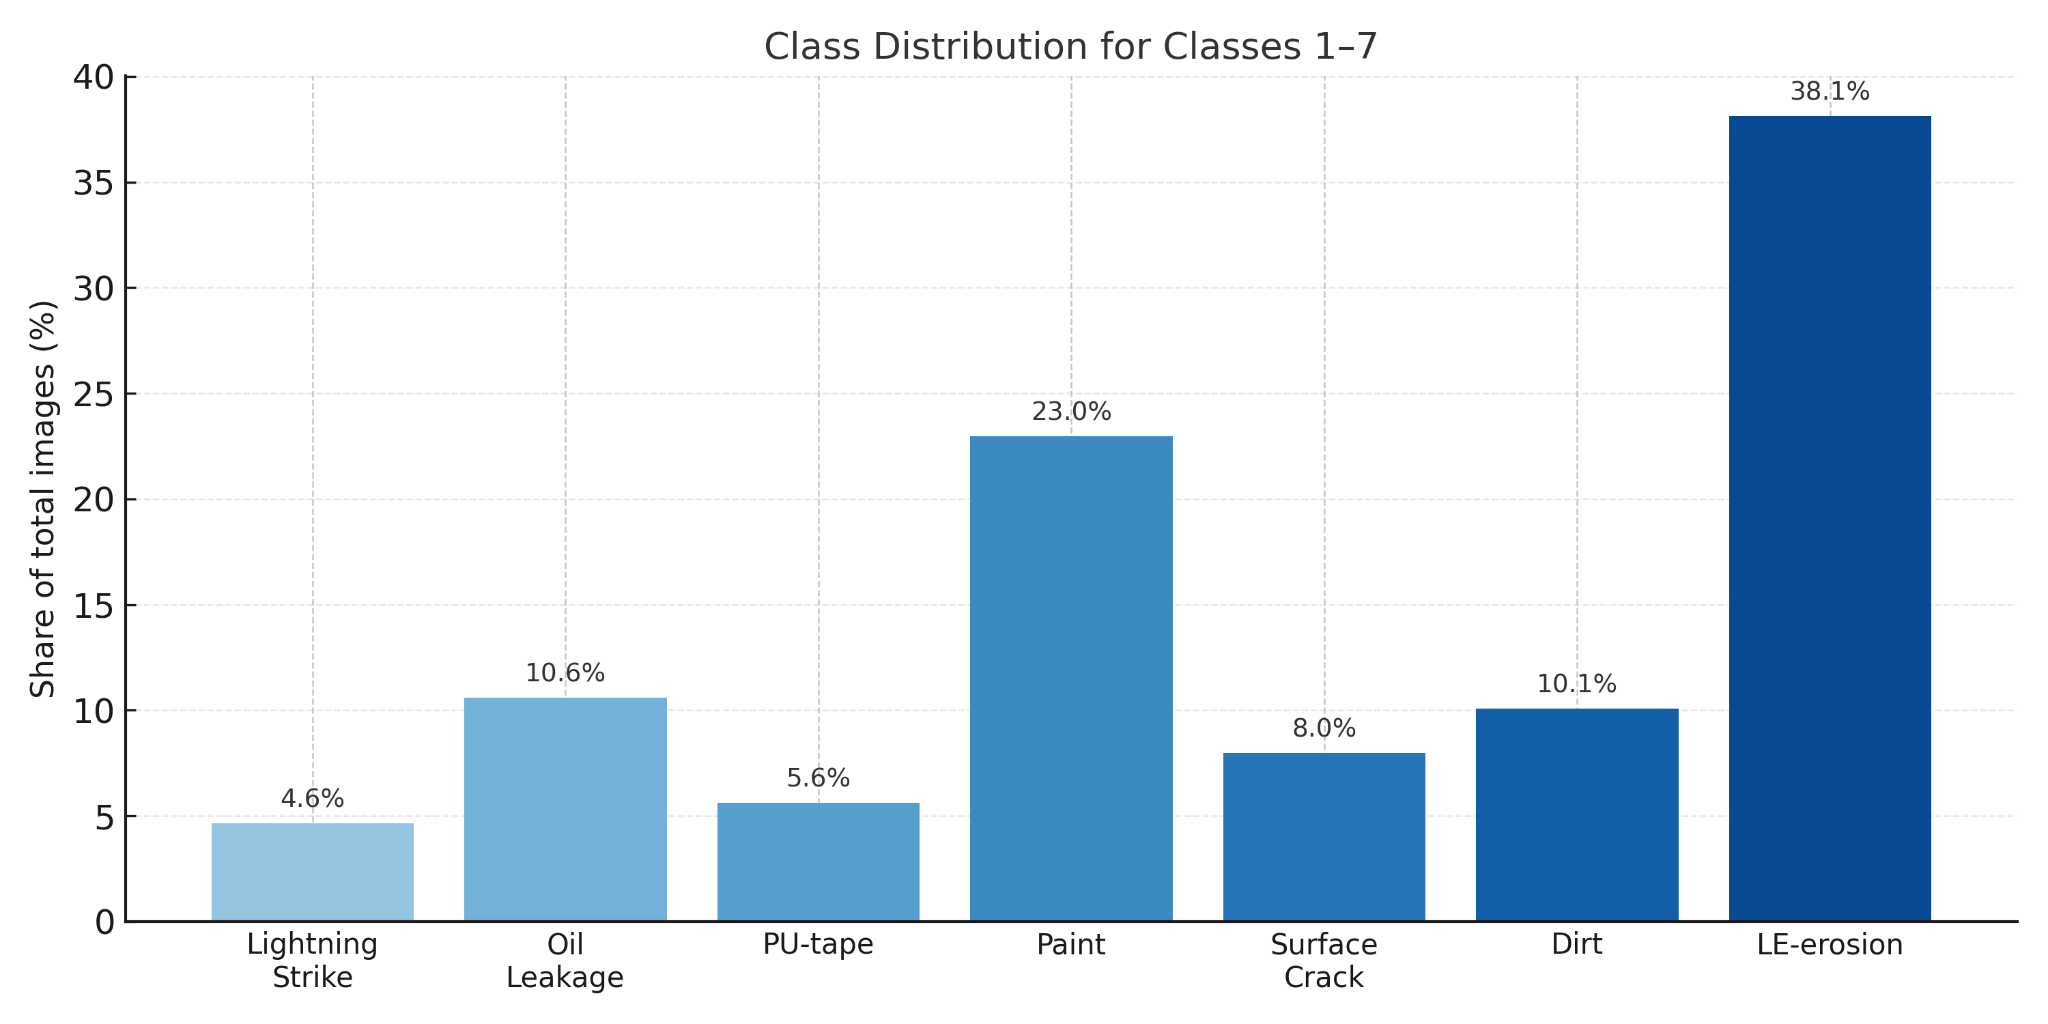 Class Distribution for Classes 1–7
Share of total images (%)
40
35
30
25
20
15
10
5
0
4.6%
10.6%
5.6%
23.0%
8.0%
10.1%
38.1%
Lightning
Strike
Oil
Leakage
PU-tape
Paint
Surface
Crack
Dirt
LE-erosion